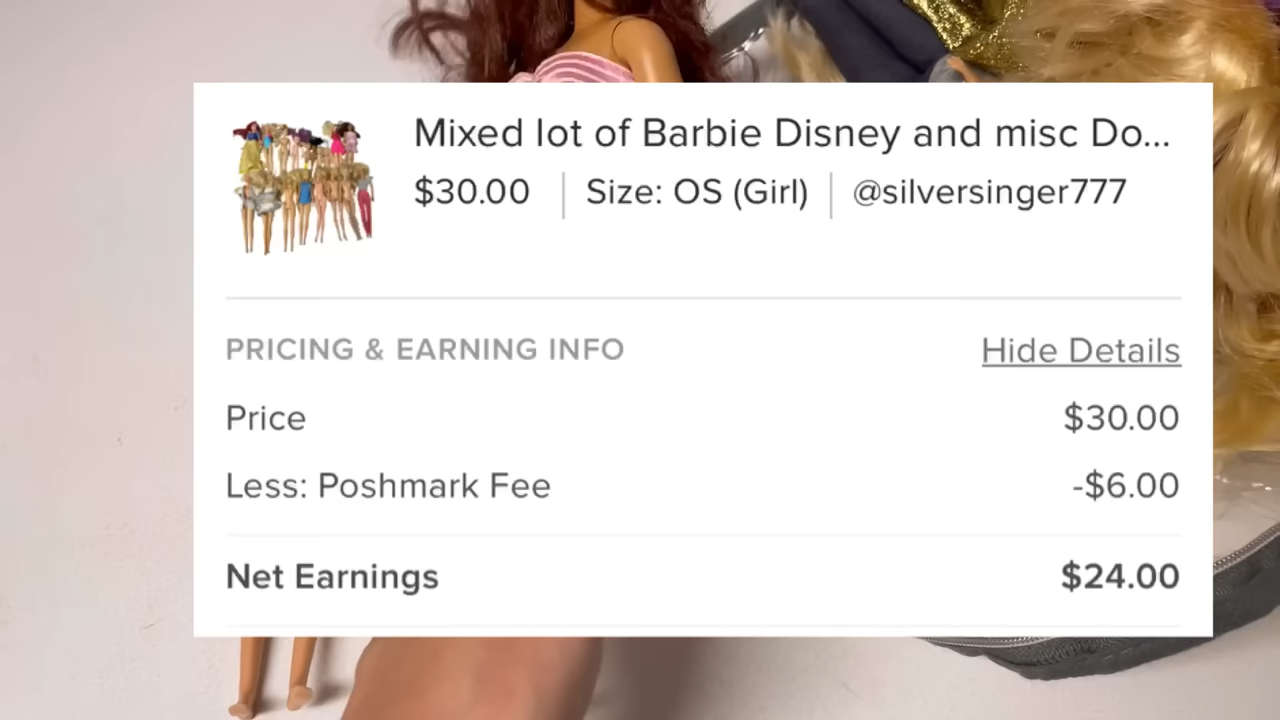 Mixed lot of Barbie Disney and misc Do...
$30.00 | Size: OS (Girl) | @silversinger777
PRICING & EARNING INFO Hide Details
Price $30.00
Less: Poshmark Fee -$6.00
Net Earnings $24.00